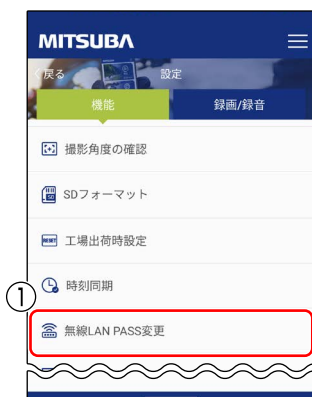 MITSUBA
戻る 設定
機能 録画/録音
撮影角度の確認
SD SDフォーマット
RESET 工場出荷時設定
時刻同期
①
無線LAN PASS変更